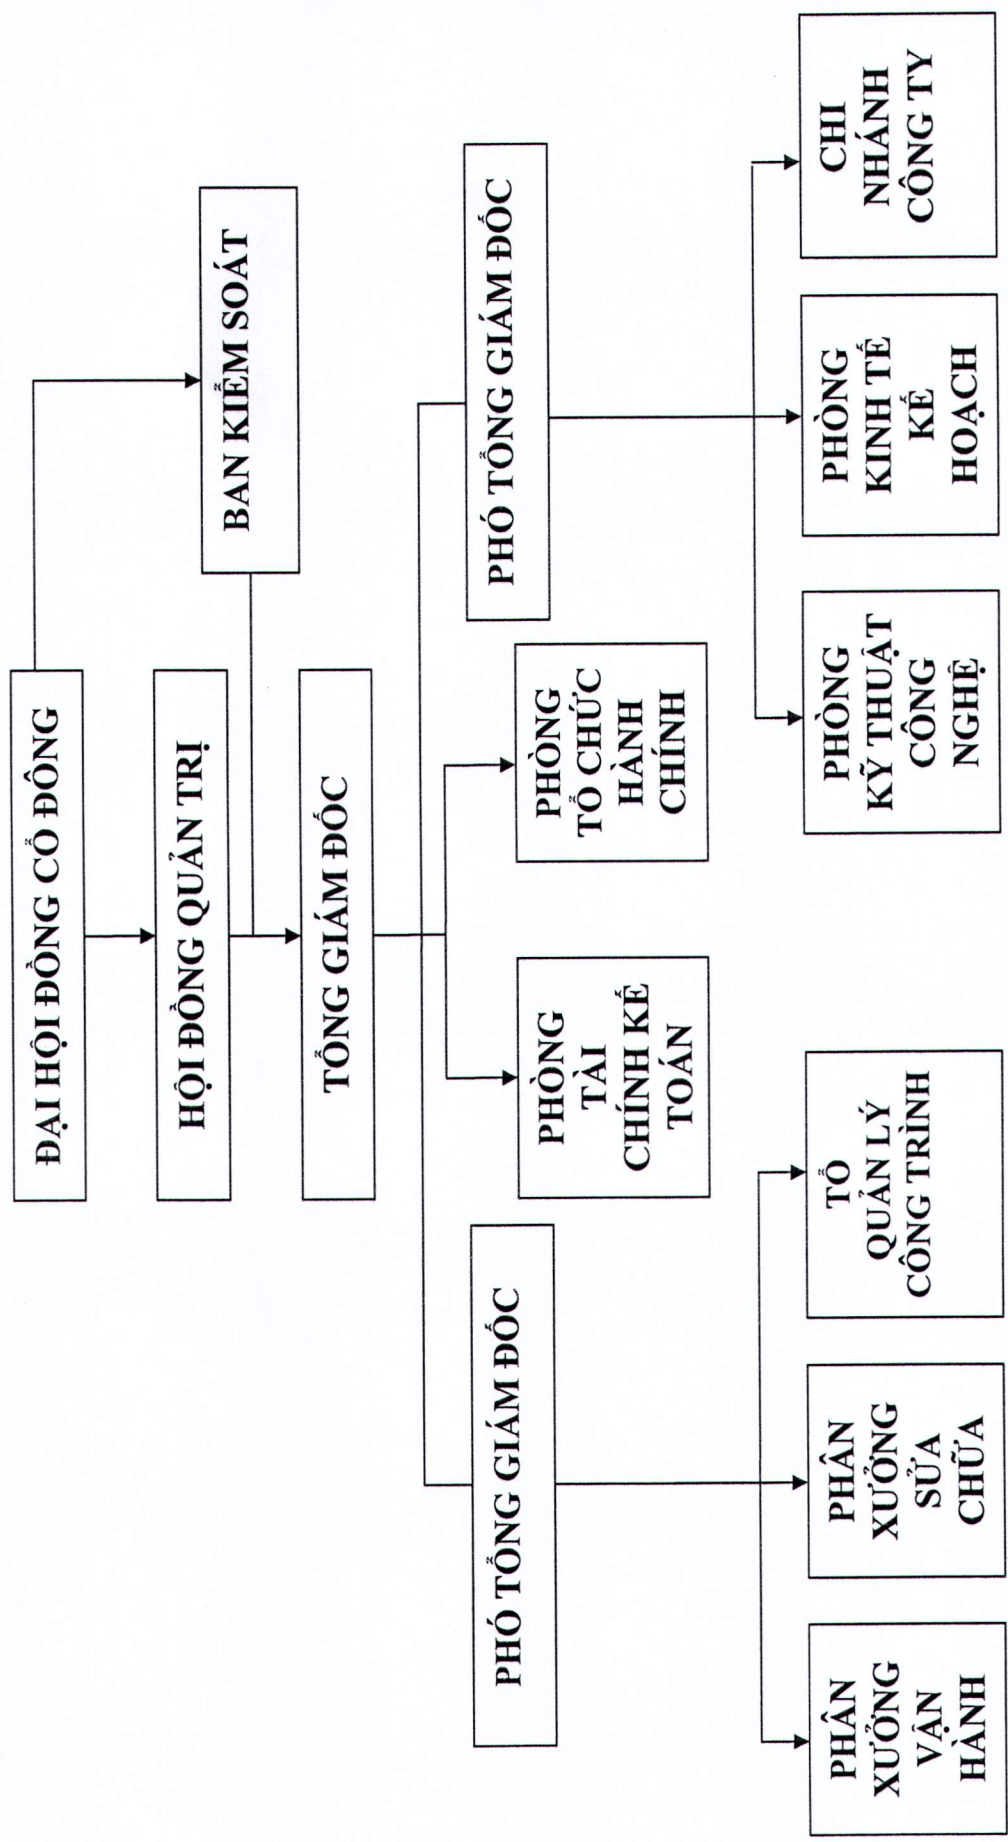 ĐẠI HỘI ĐỒNG CỔ ĐÔNG
BAN KIỂM SOÁT
HỘI ĐỒNG QUẢN TRỊ
TỔNG GIÁM ĐỐC
PHÓ TỔNG GIÁM ĐỐC
PHÒNG
TÀI
CHÍNH KẾ
TOÁN
PHÒNG
TỔ CHỨC
HÀNH
CHÍNH
PHÓ TỔNG GIÁM ĐỐC
PHÂN
XƯỞNG
VẬN
HÀNH
PHÂN
XƯỞNG
SỬA
CHỮA
TỔ
QUẢN LÝ
CÔNG TRÌNH
PHÒNG
KỸ THUẬT
CÔNG
NGHỆ
PHÒNG
KINH TẾ
KẾ
HOẠCH
CHI
NHÁNH
CÔNG TY